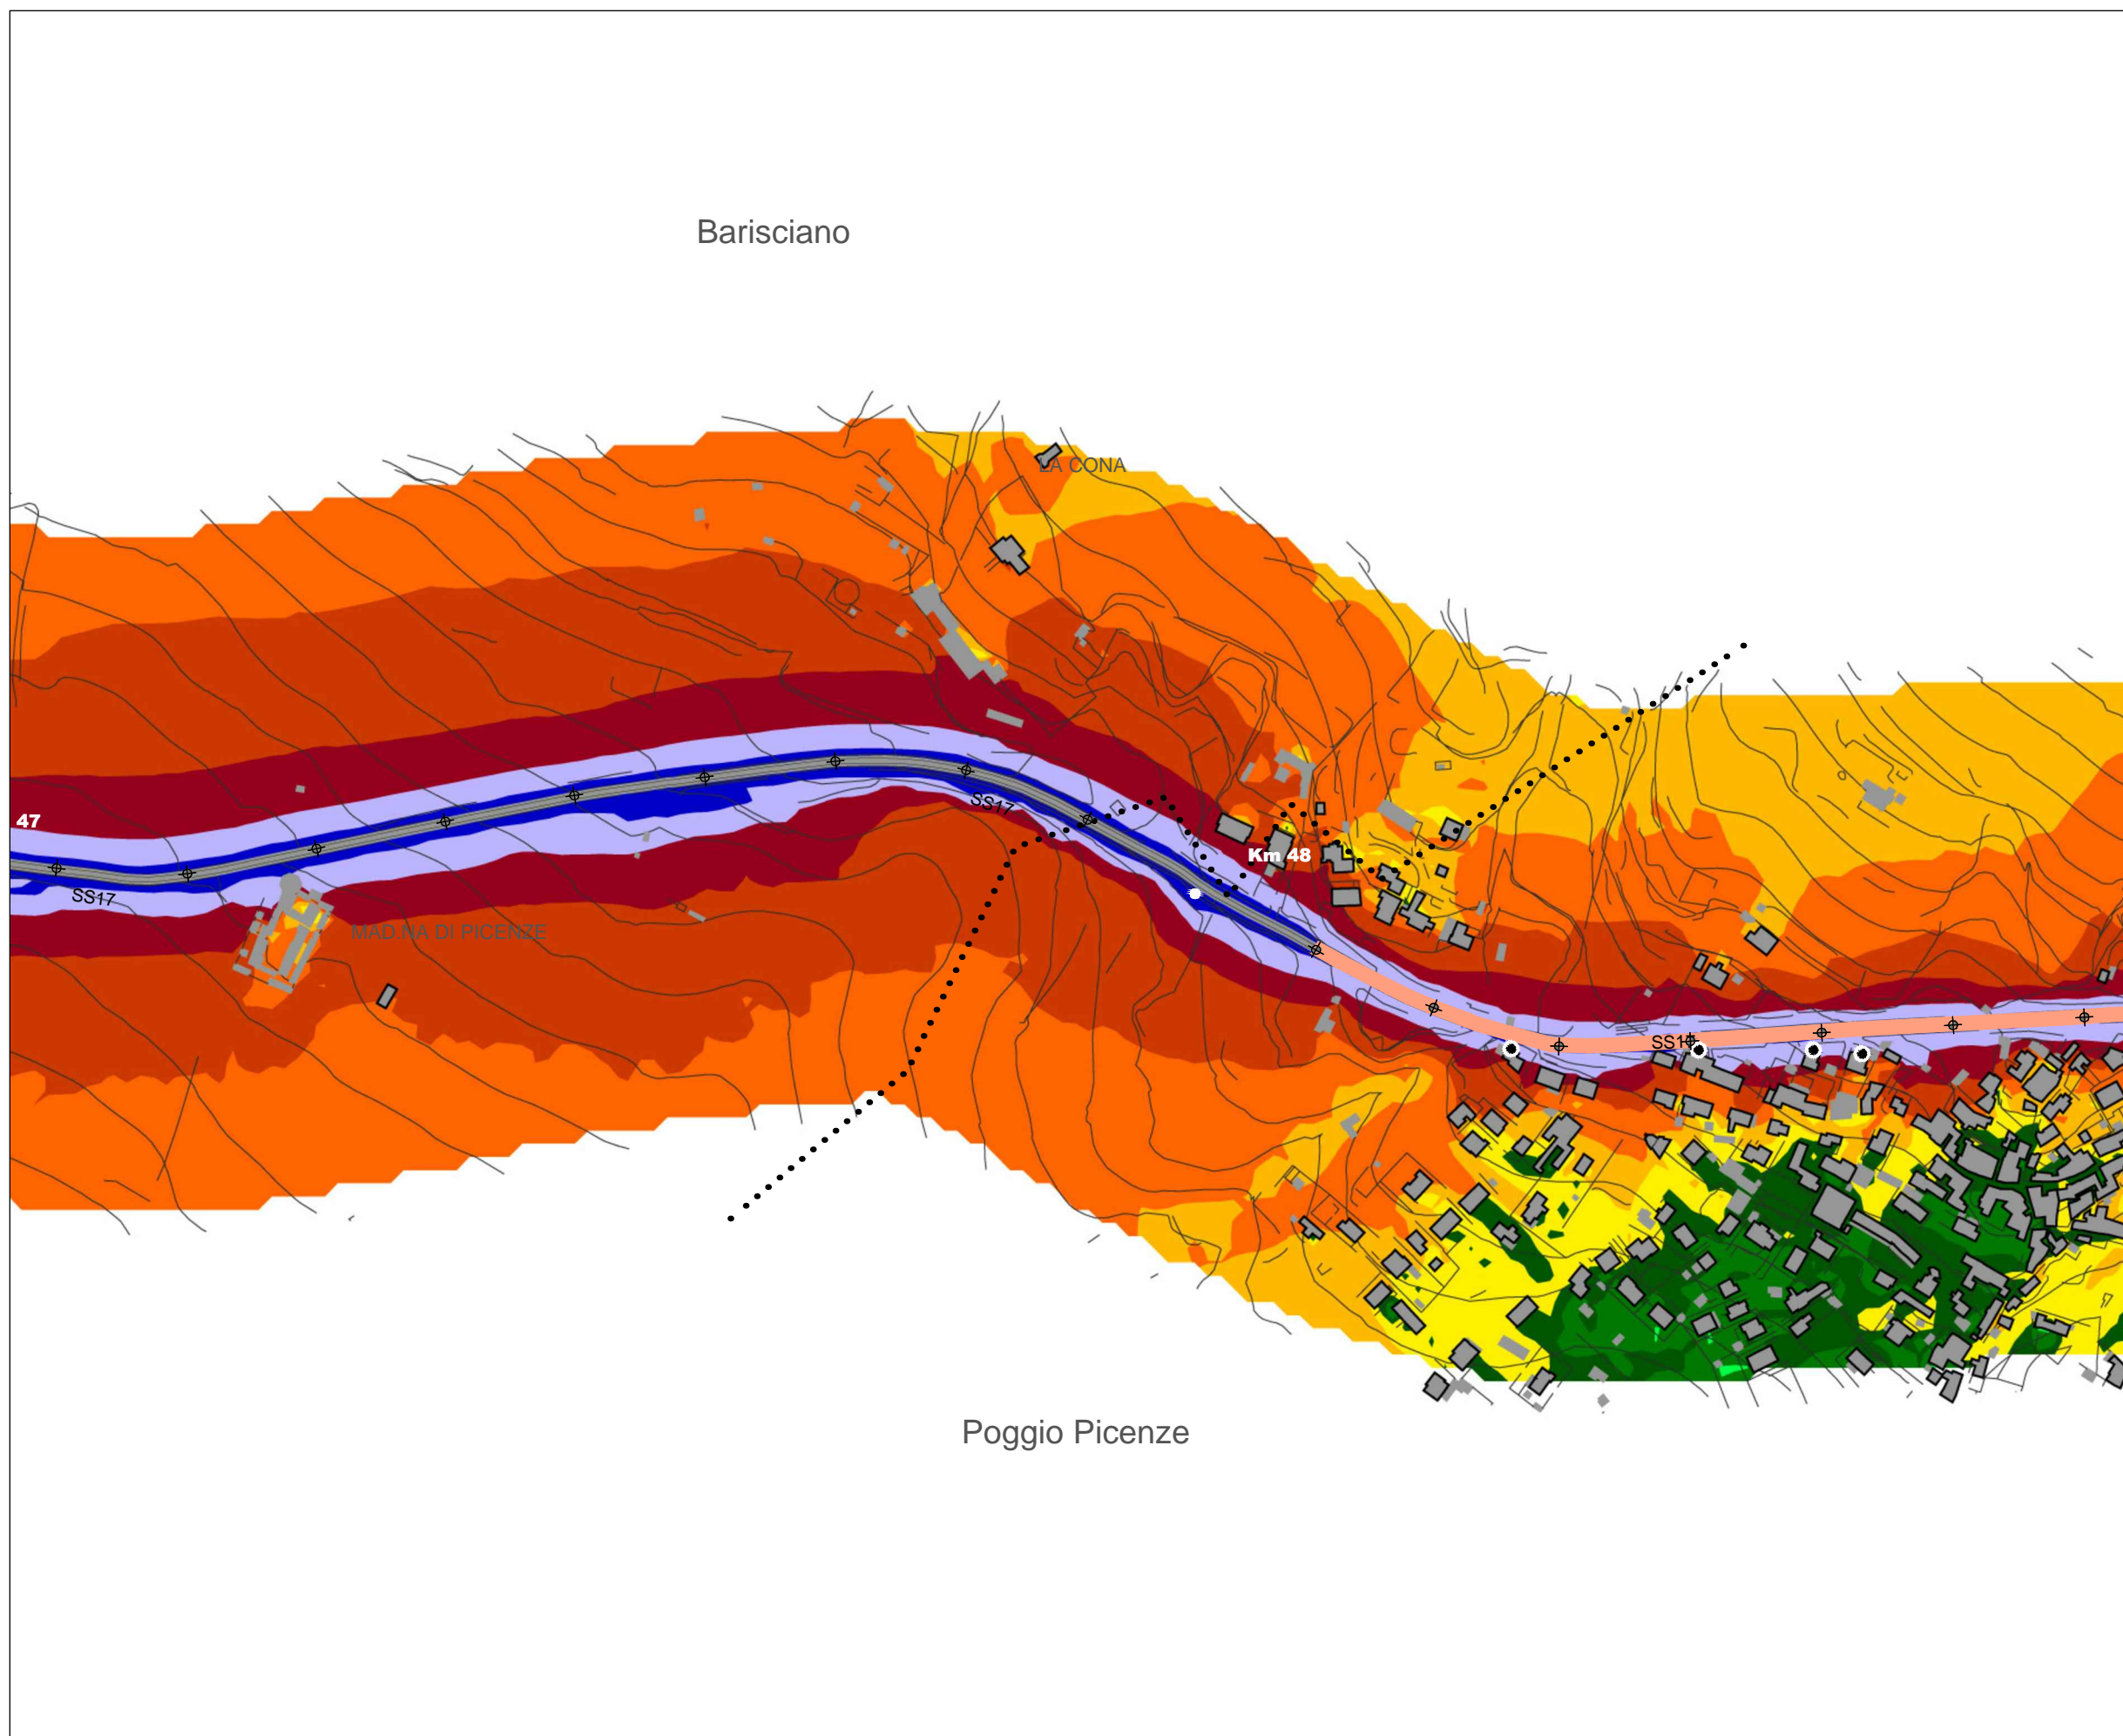 Barisciano
LA CONA
SS17
47
Km 48
SS17
MAD.NA DI PICENZE
SS17
Poggio Picenze